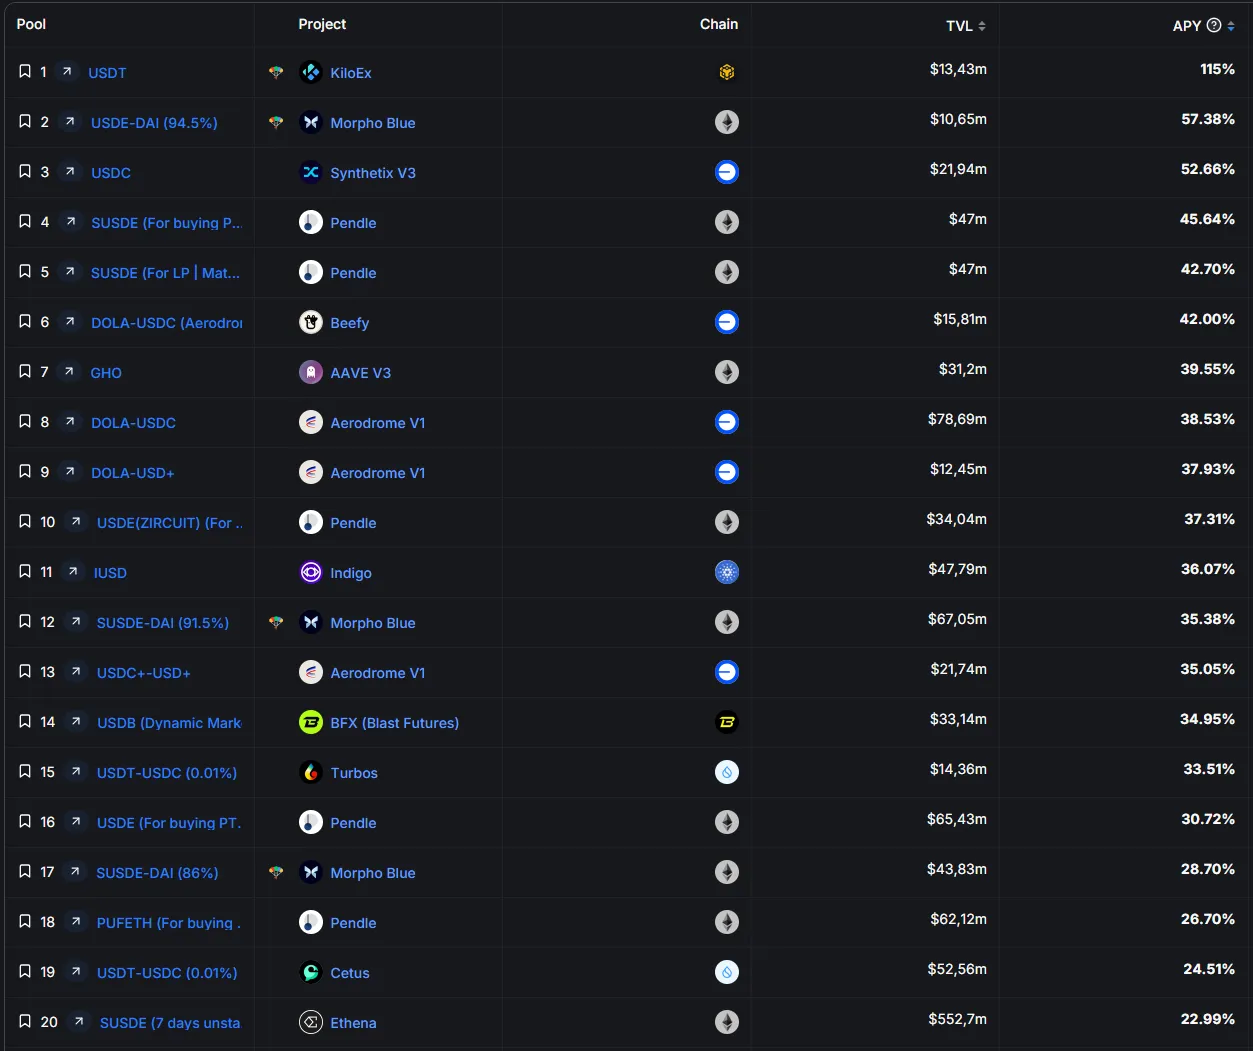 Pool Project Chain TVL APY ?
1 USDT KiloEx $13,43m 115%
2 USDE-DAI (94.5%) Morpho Blue $10,65m 57.38%
3 USDC Synthetix V3 $21,94m 52.66%
4 SUSDE (For buying P... Pendle $47m 45.64%
5 SUSDE (For LP | Mat... Pendle $47m 42.70%
6 DOLA-USDC (Aerodror Beefy $15,81m 42.00%
7 GHO AAVE V3 $31,2m 39.55%
8 DOLA-USDC Aerodrome V1 $78,69m 38.53%
9 DOLA-USD+ Aerodrome V1 $12,45m 37.93%
10 USDE(ZIRCUIT) (For .. Pendle $34,04m 37.31%
11 IUSD Indigo $47,79m 36.07%
12 SUSDE-DAI (91.5%) Morpho Blue $67,05m 35.38%
13 USDC+-USD+ Aerodrome V1 $21,74m 35.05%
14 USDB (Dynamic Mark BFX (Blast Futures) $33,14m 34.95%
15 USDT-USDC (0.01%) Turbos $14,36m 33.51%
16 USDE (For buying PT. Pendle $65,43m 30.72%
17 SUSDE-DAI (86%) Morpho Blue $43,83m 28.70%
18 PUFETH (For buying . Pendle $62,12m 26.70%
19 USDT-USDC (0.01%) Cetus $52,56m 24.51%
20 SUSDE (7 days unsta Ethena $552,7m 22.99%